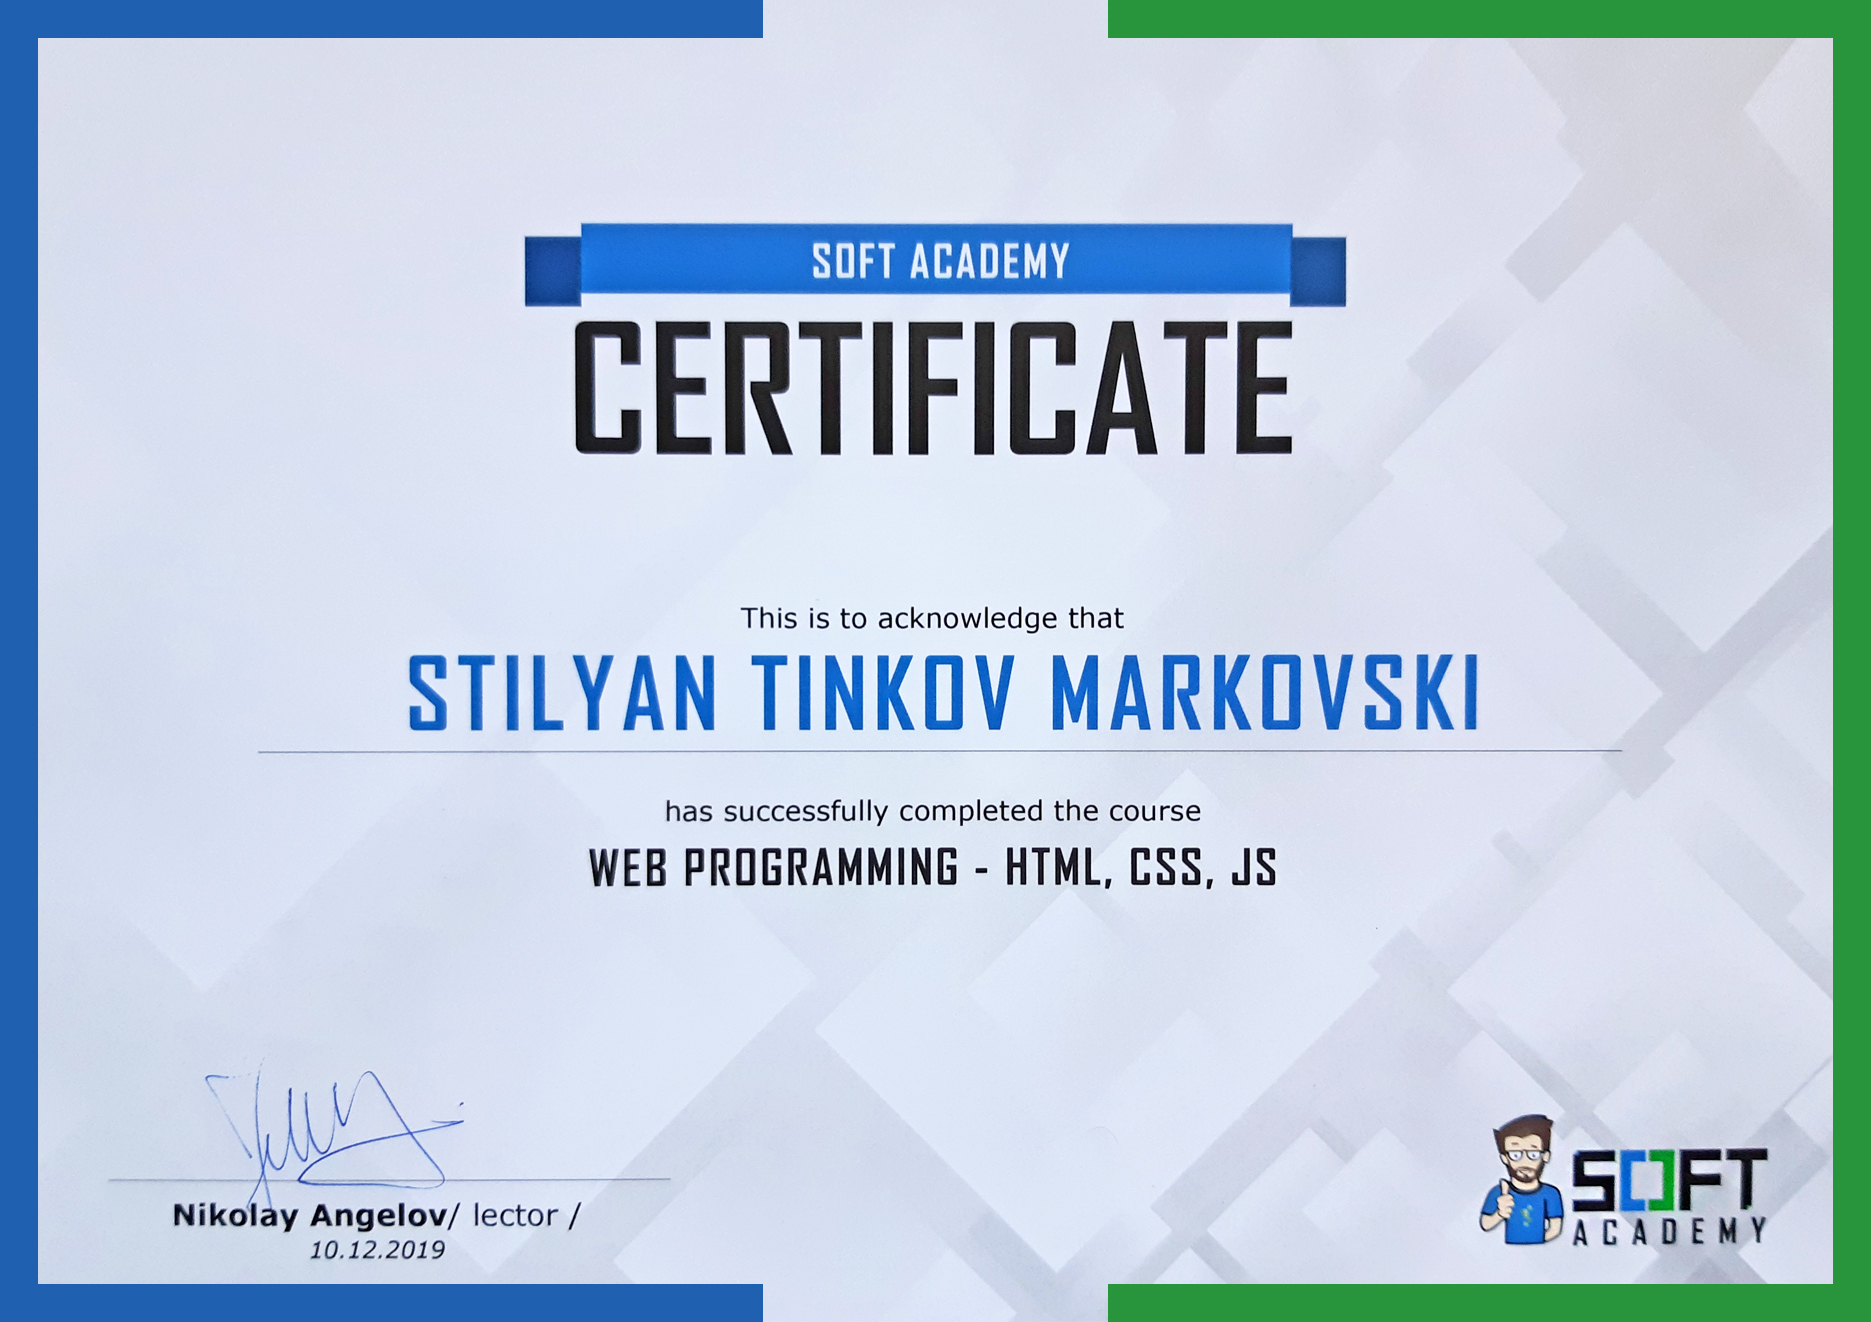 SOFT ACADEMY
CERTIFICATE
This is to acknowledge that
STILYAN TINKOV MARKOVSKI
has successfully completed the course
WEB PROGRAMMING - HTML, CSS, JS
Nikolay Angelov/ lector /
10.12.2019
SOFT
ACADEMY